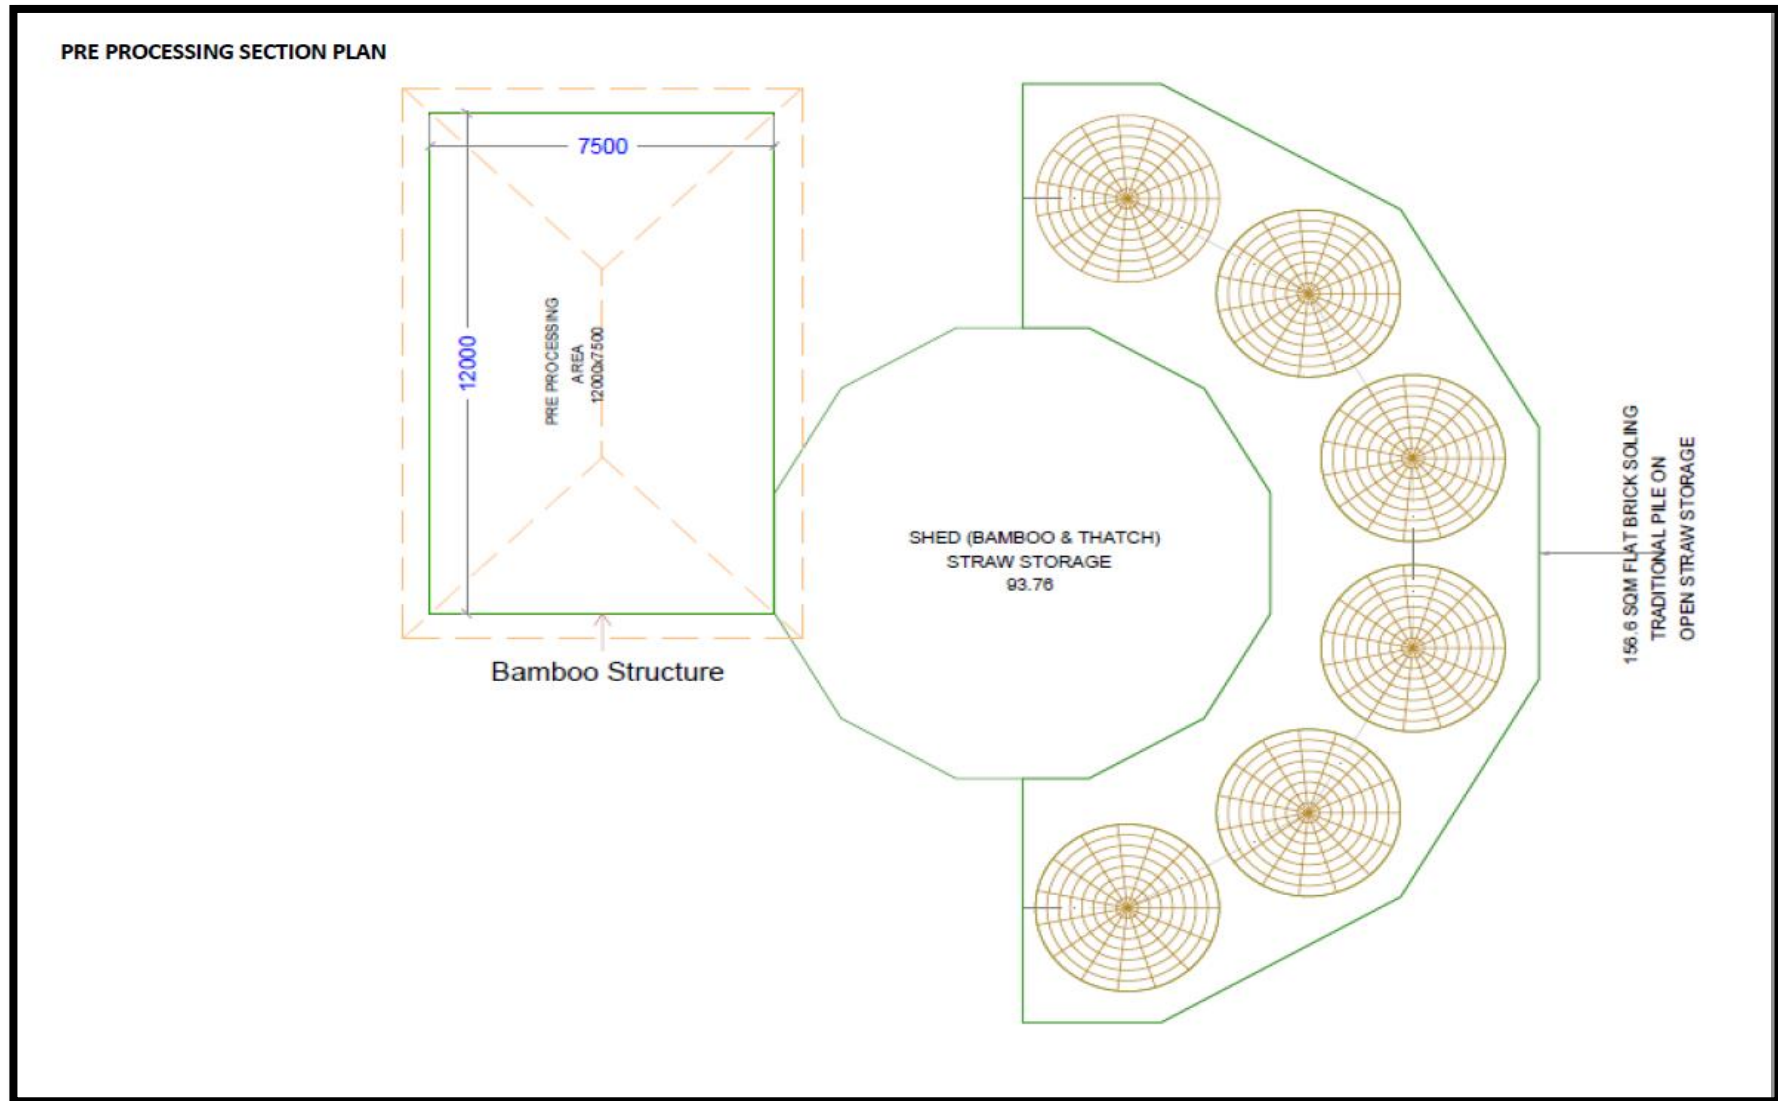 PRE PROCESSING SECTION PLAN
7500
12000
PRE PROCESSING
AREA
12000x7500
Bamboo Structure
SHED (BAMBOO & THATCH)
STRAW STORAGE
93.76
156.6 SQM FLAT BRICK SOLING
TRADITIONAL PILE ON
OPEN STRAW STORAGE